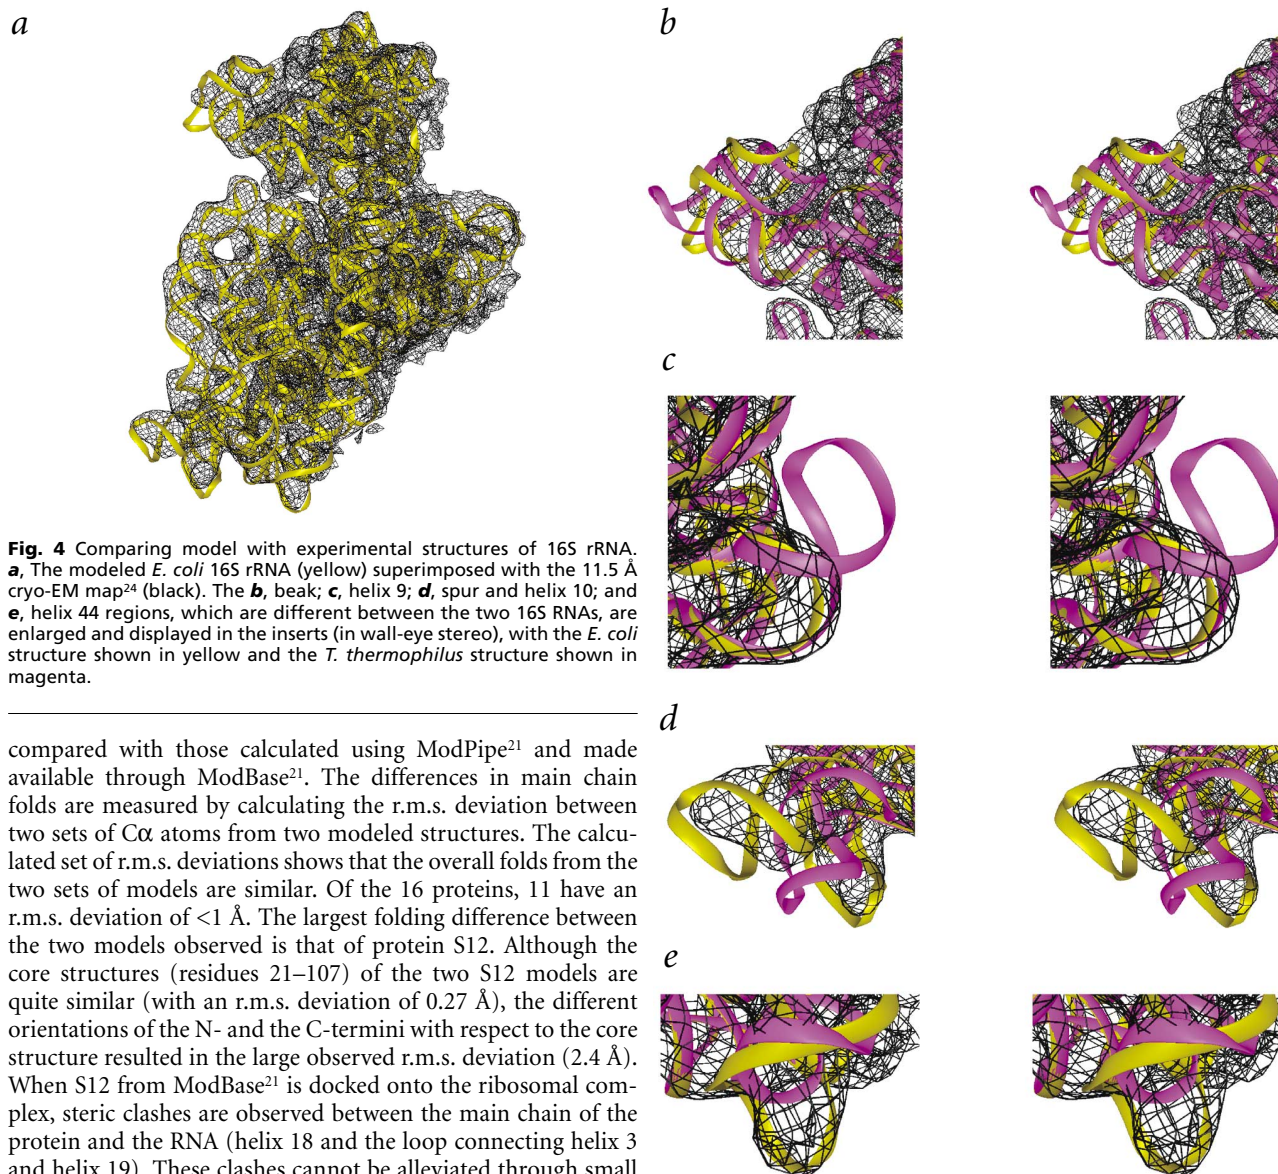 a
b
c
d
e
Fig. 4 Comparing model with experimental structures of 16S rRNA.
a, The modeled E. coli 16S rRNA (yellow) superimposed with the 11.5 Å
cryo-EM map24 (black). The b, beak; c, helix 9; d, spur and helix 10; and
e, helix 44 regions, which are different between the two 16S RNAs, are
enlarged and displayed in the inserts (in wall-eye stereo), with the E. coli
structure shown in yellow and the T. thermophilus structure shown in
magenta.
compared with those calculated using ModPipe21 and made
available through ModBase21. The differences in main chain
folds are measured by calculating the r.m.s. deviation between
two sets of Cα atoms from two modeled structures. The calcu-
lated set of r.m.s. deviations shows that the overall folds from the
two sets of models are similar. Of the 16 proteins, 11 have an
r.m.s. deviation of <1 Å. The largest folding difference between
the two models observed is that of protein S12. Although the
core structures (residues 21–107) of the two S12 models are
quite similar (with an r.m.s. deviation of 0.27 Å), the different
orientations of the N- and the C-termini with respect to the core
structure resulted in the large observed r.m.s. deviation (2.4 Å).
When S12 from ModBase21 is docked onto the ribosomal com-
plex, steric clashes are observed between the main chain of the
protein and the RNA (helix 18 and the loop connecting helix 3
and helix 19). These clashes cannot be alleviated through small